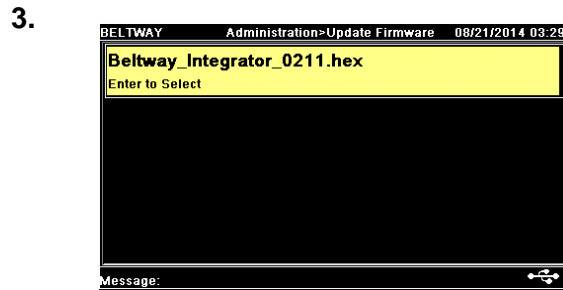 3.
BELTWAY Administration>Update Firmware 08/21/2014 03:29
Beltway_Integrator_0211.hex
Enter to Select
Message: